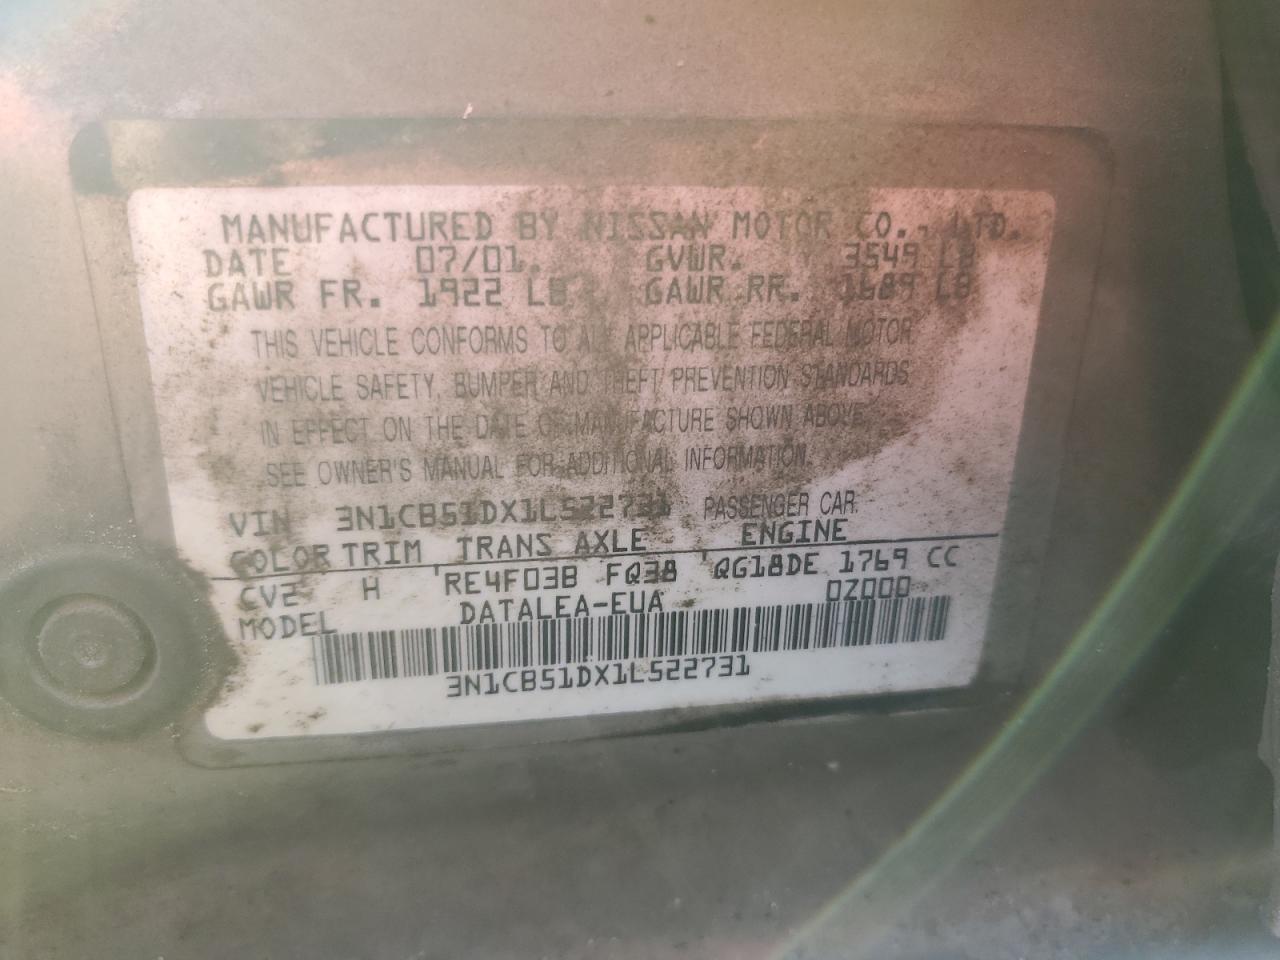 MANUFACTURED BY NISSAN MOTOR CO., LTD.
DATE 07/01. GVWR. 3549 LB
GAWR FR. 1922 LB GAWR RR. 1689 LB
THIS VEHICLE CONFORMS TO ALL APPLICABLE FEDERAL MOTOR
VEHICLE SAFETY, BUMPER AND THEFT PREVENTION STANDARDS
IN EFFECT ON THE DATE OF MANUFACTURE SHOWN ABOVE.
SEE OWNER'S MANUAL FOR ADDITIONAL INFORMATION.
VIN 3N1CB51DX1L522731 PASSENGER CAR.
COLOR TRIM TRANS AXLE ENGINE
CV2 H RE4F03B FQ38 QG18DE 1769 CC
MODEL DATALEA-EUA 0Z000
3N1CB51DX1L522731